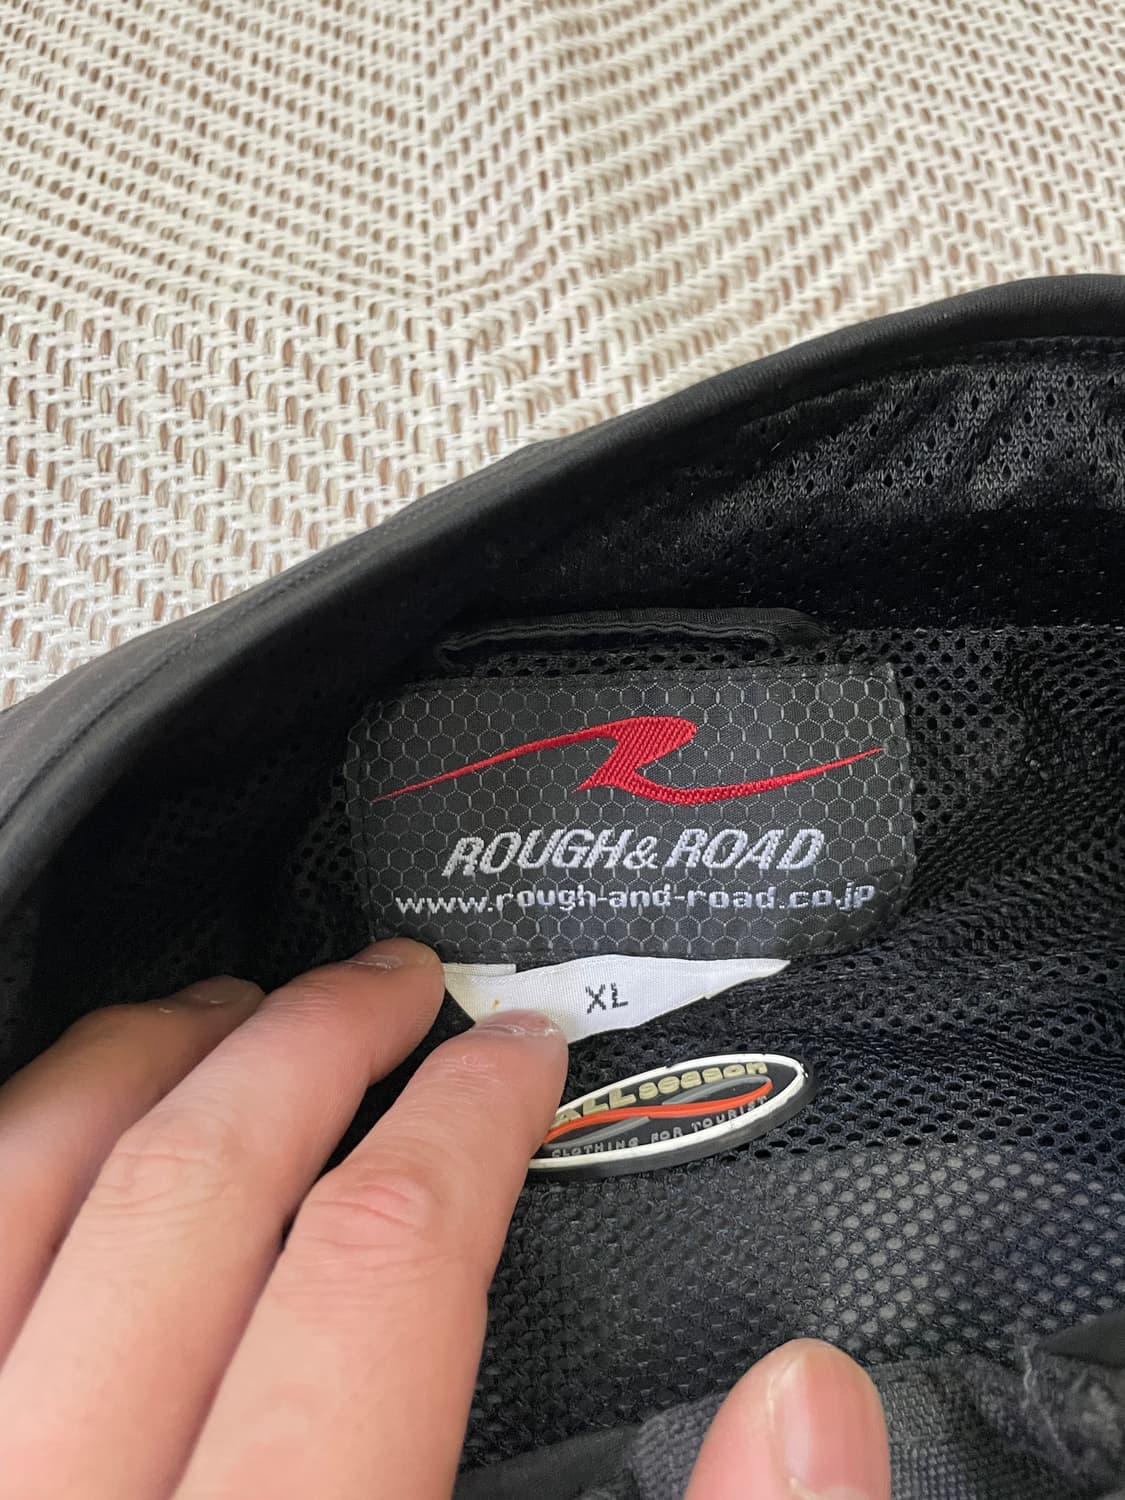 ROUGH & ROAD
www.rough-and-road.co.jp
XL
ALL season
CLOTHING FOR TOURIST